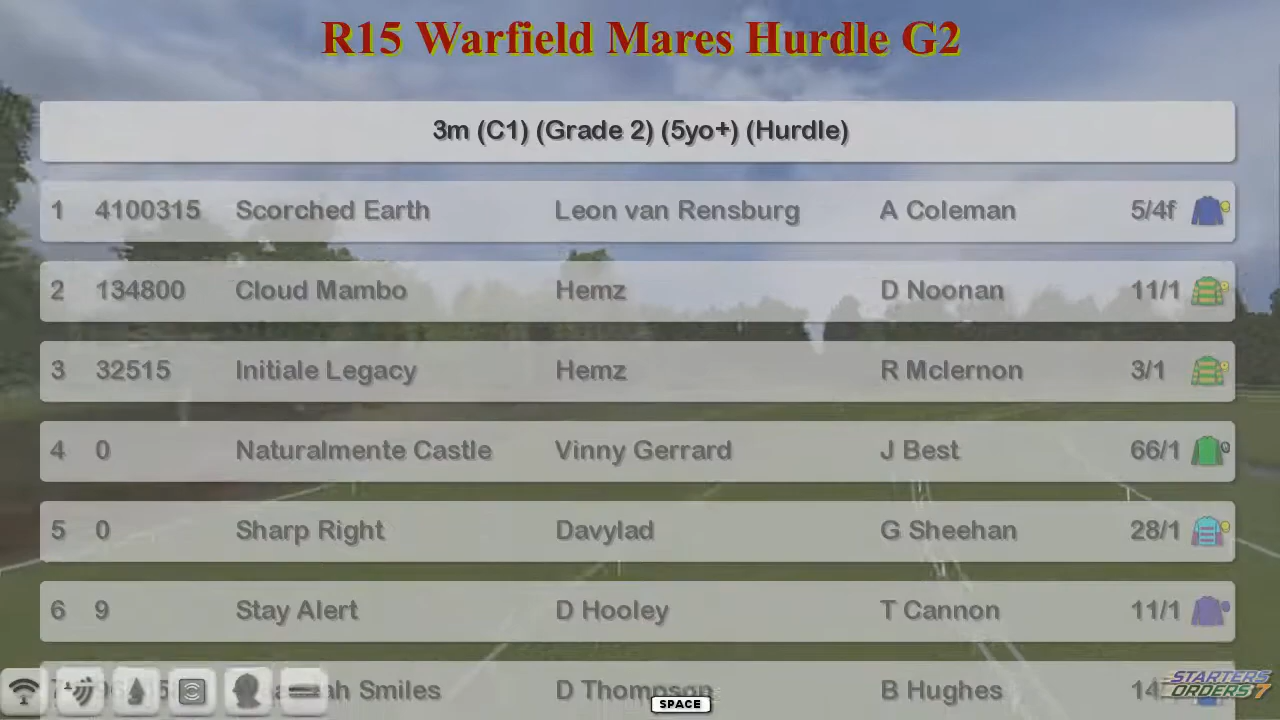 R15 Warfield Mares Hurdle G2
3m (C1) (Grade 2) (5yo+) (Hurdle)
1 4100315 Scorched Earth Leon van Rensburg A Coleman 5/4f
2 134800 Cloud Mambo Hemz D Noonan 11/1
3 32515 Initiale Legacy Hemz R Mclernon 3/1
4 0 Naturalmente Castle Vinny Gerrard J Best 66/1
5 0 Sharp Right Davylad G Sheehan 28/1
6 9 Stay Alert D Hooley T Cannon 11/1
7 Smiles D Thompson B Hughes
SPACE
STARTERS ORDERS 7